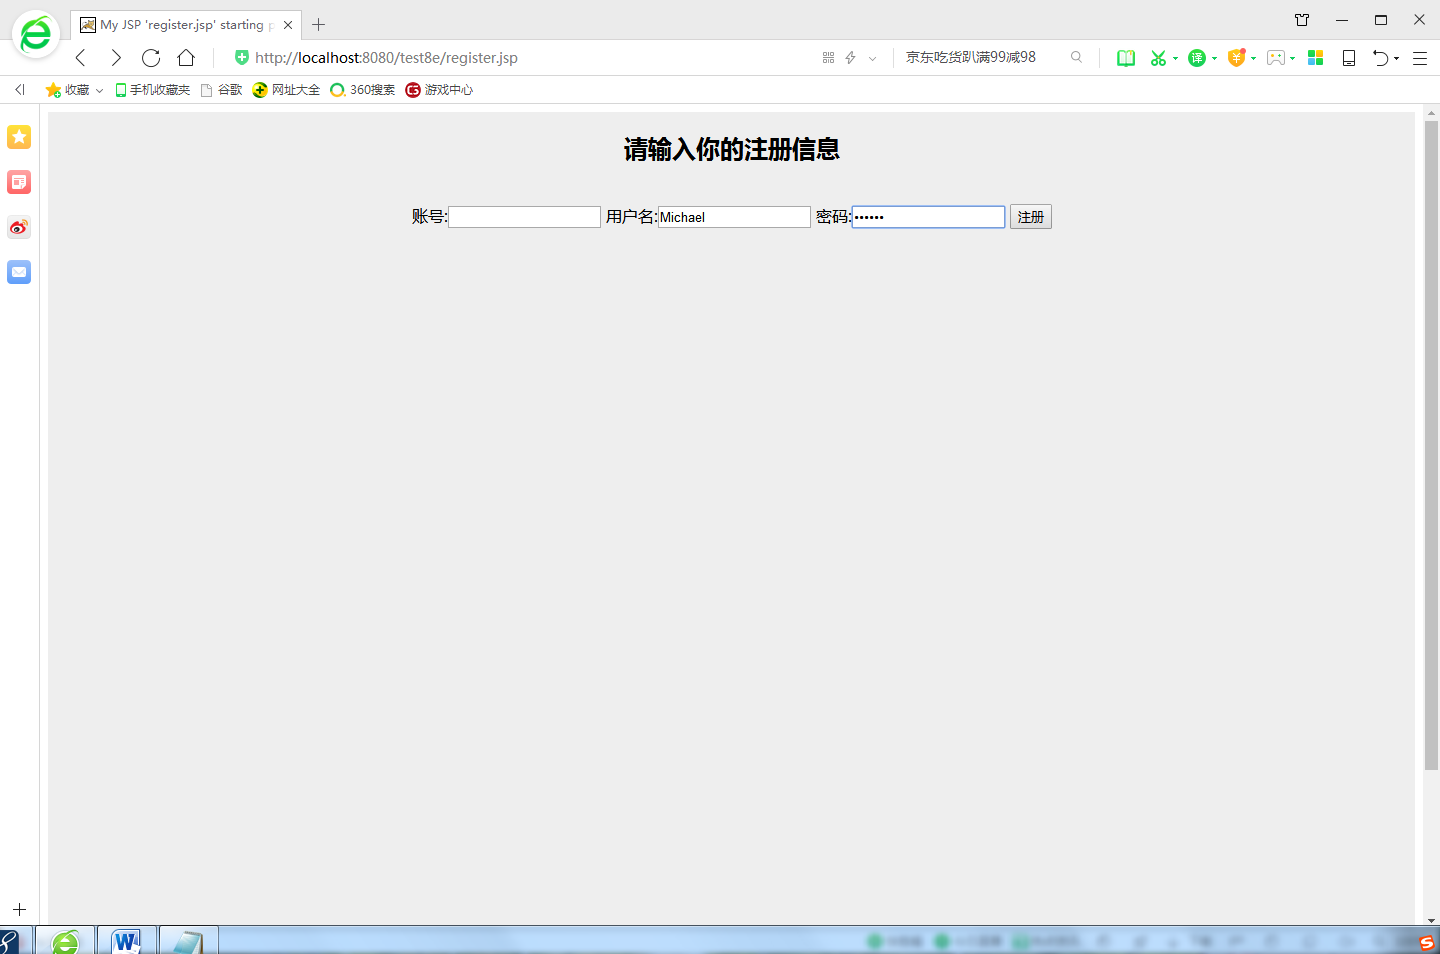 My JSP 'register.jsp' starting p
http://localhost:8080/test8e/register.jsp
京东吃货趴满99减98
译
收藏 手机收藏夹 谷歌 网址大全 360搜索 游戏中心
请输入你的注册信息
账号: 用户名:Michael 密码:•••••• 注册